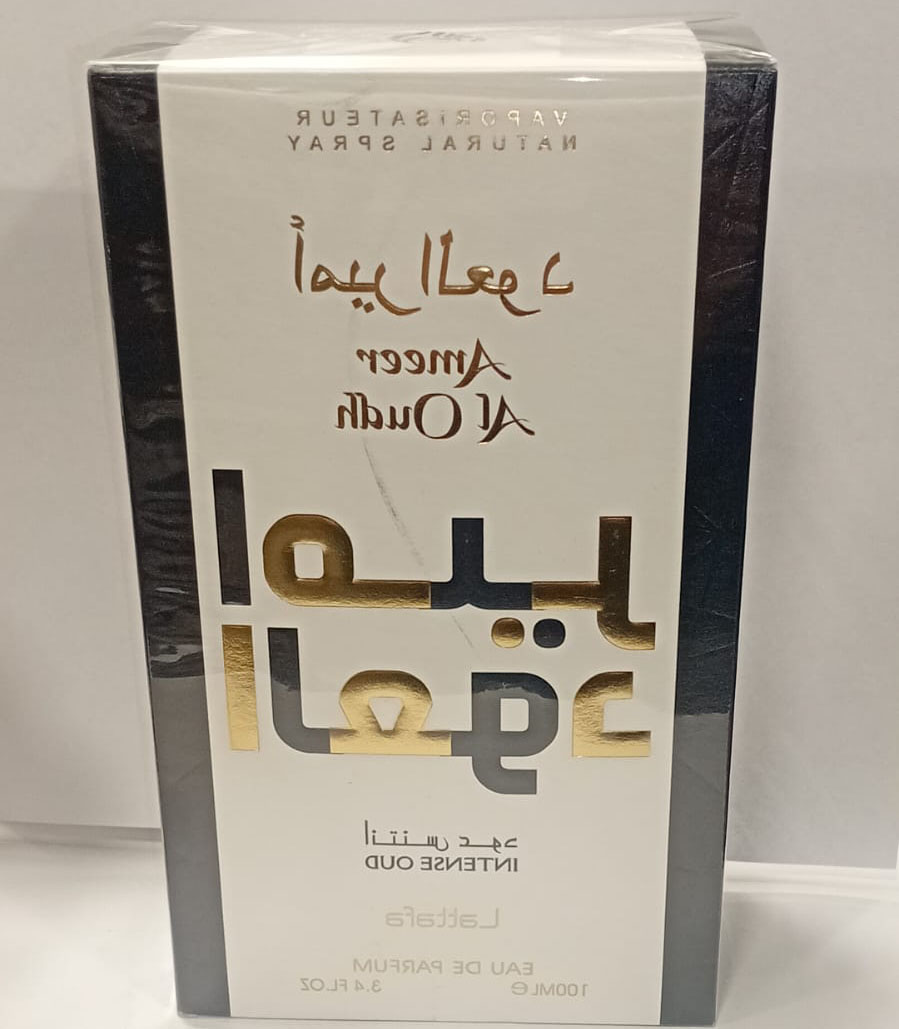 VAPORISATEUR
NATURAL SPRAY
أمير العود
Ameer
Al Oudh
امير
العود
انتنس عود
INTENSE OUD
Lattafa
EAU DE PARFUM
100ML e 3.4 FL.OZ